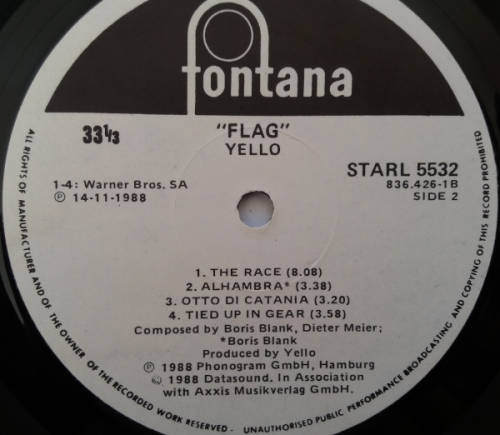 fontana
33⅓
"FLAG"
YELLO
STARL 5532
836.426-1B
SIDE 2
1-4: Warner Bros. SA
Ⓟ 14-11-1988
1. THE RACE (8.08)
2. ALHAMBRA* (3.38)
3. OTTO DI CATANIA (3.20)
4. TIED UP IN GEAR (3.58)
Composed by Boris Blank, Dieter Meier;
*Boris Blank
Produced by Yello
Ⓟ 1988 Phonogram GmbH, Hamburg
© 1988 Datasound. In Association
with Axxis Musikverlag GmbH.
ALL RIGHTS OF MANUFACTURER AND OF THE OWNER OF THE RECORDED WORK RESERVED - UNAUTHORISED PUBLIC PERFORMANCE BROADCASTING AND COPYING OF THIS RECORD PROHIBITED